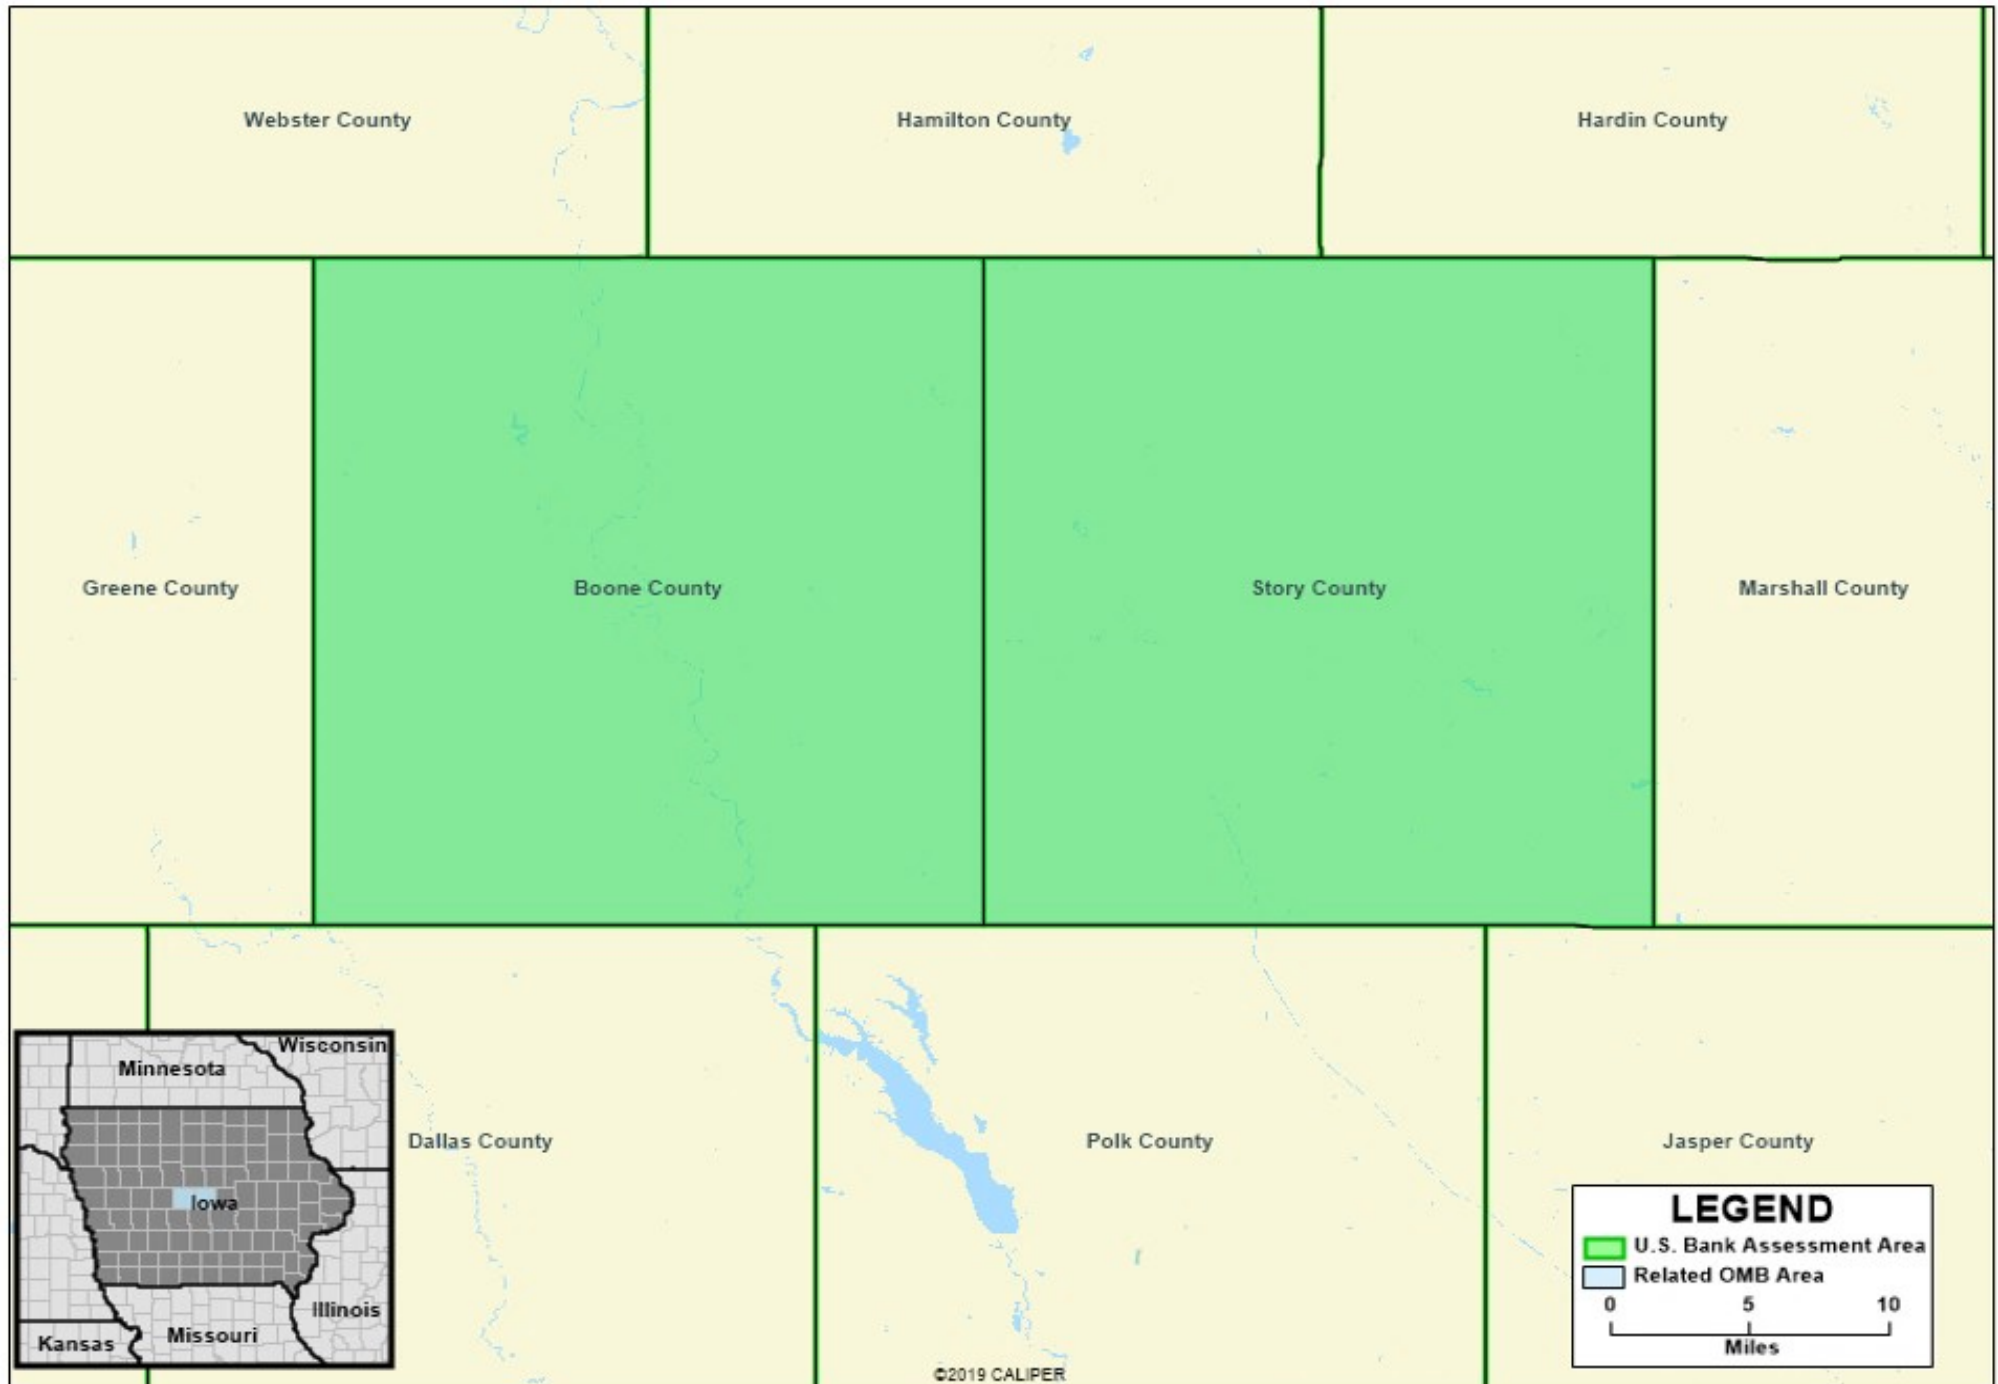 Webster County
Hamilton County
Hardin County
Greene County
Boone County
Story County
Marshall County
Dallas County
Polk County
Jasper County
Wisconsin
Minnesota
Iowa
Illinois
Missouri
Kansas
LEGEND
U.S. Bank Assessment Area
Related OMB Area
0 5 10
Miles
©2019 CALIPER